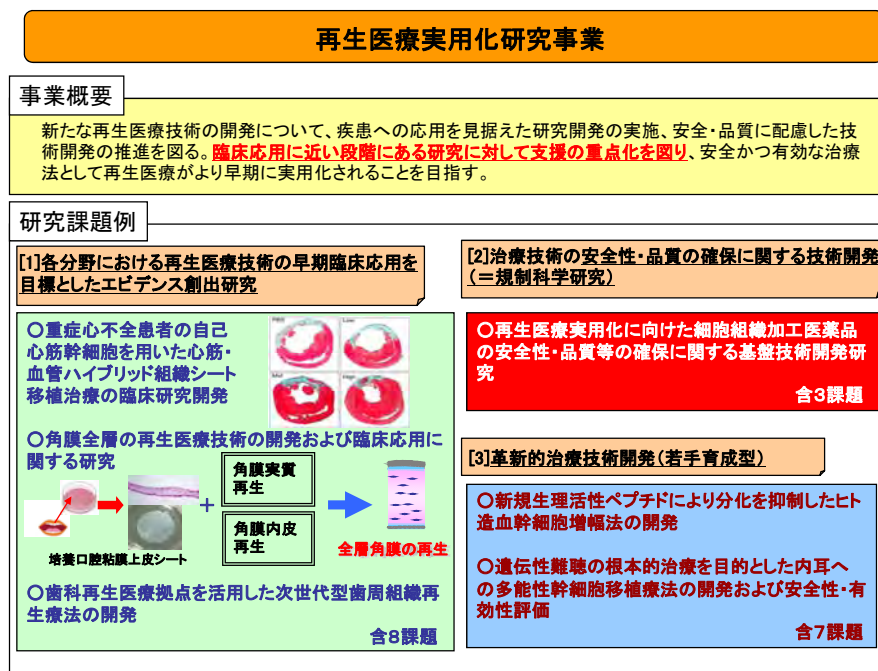 再生医療実用化研究事業
事業概要
新たな再生医療技術の開発について、疾患への応用を見据えた研究開発の実施、安全・品質に配慮した技
術開発の推進を図る。臨床応用に近い段階にある研究に対して支援の重点化を図り、安全かつ有効な治療
法として再生医療がより早期に実用化されることを目指す。
研究課題例
[1]各分野における再生医療技術の早期臨床応用を
目標としたエビデンス創出研究
○重症心不全患者の自己
心筋幹細胞を用いた心筋・
血管ハイブリッド組織シート
移植治療の臨床研究開発
○角膜全層の再生医療技術の開発および臨床応用に
関する研究
培養口腔粘膜上皮シート
+
角膜実質
再生
角膜内皮
再生
全層角膜の再生
○歯科再生医療拠点を活用した次世代型歯周組織再
生療法の開発
含8課題
[2]治療技術の安全性・品質の確保に関する技術開発
(=規制科学研究)
○再生医療実用化に向けた細胞組織加工医薬品
の安全性・品質等の確保に関する基盤技術開発研
究
含3課題
[3]革新的治療技術開発(若手育成型)
○新規生理活性ペプチドにより分化を抑制したヒト
造血幹細胞増幅法の開発
○遺伝性難聴の根本的治療を目的とした内耳へ
の多能性幹細胞移植療法の開発および安全性・有
効性評価
含7課題